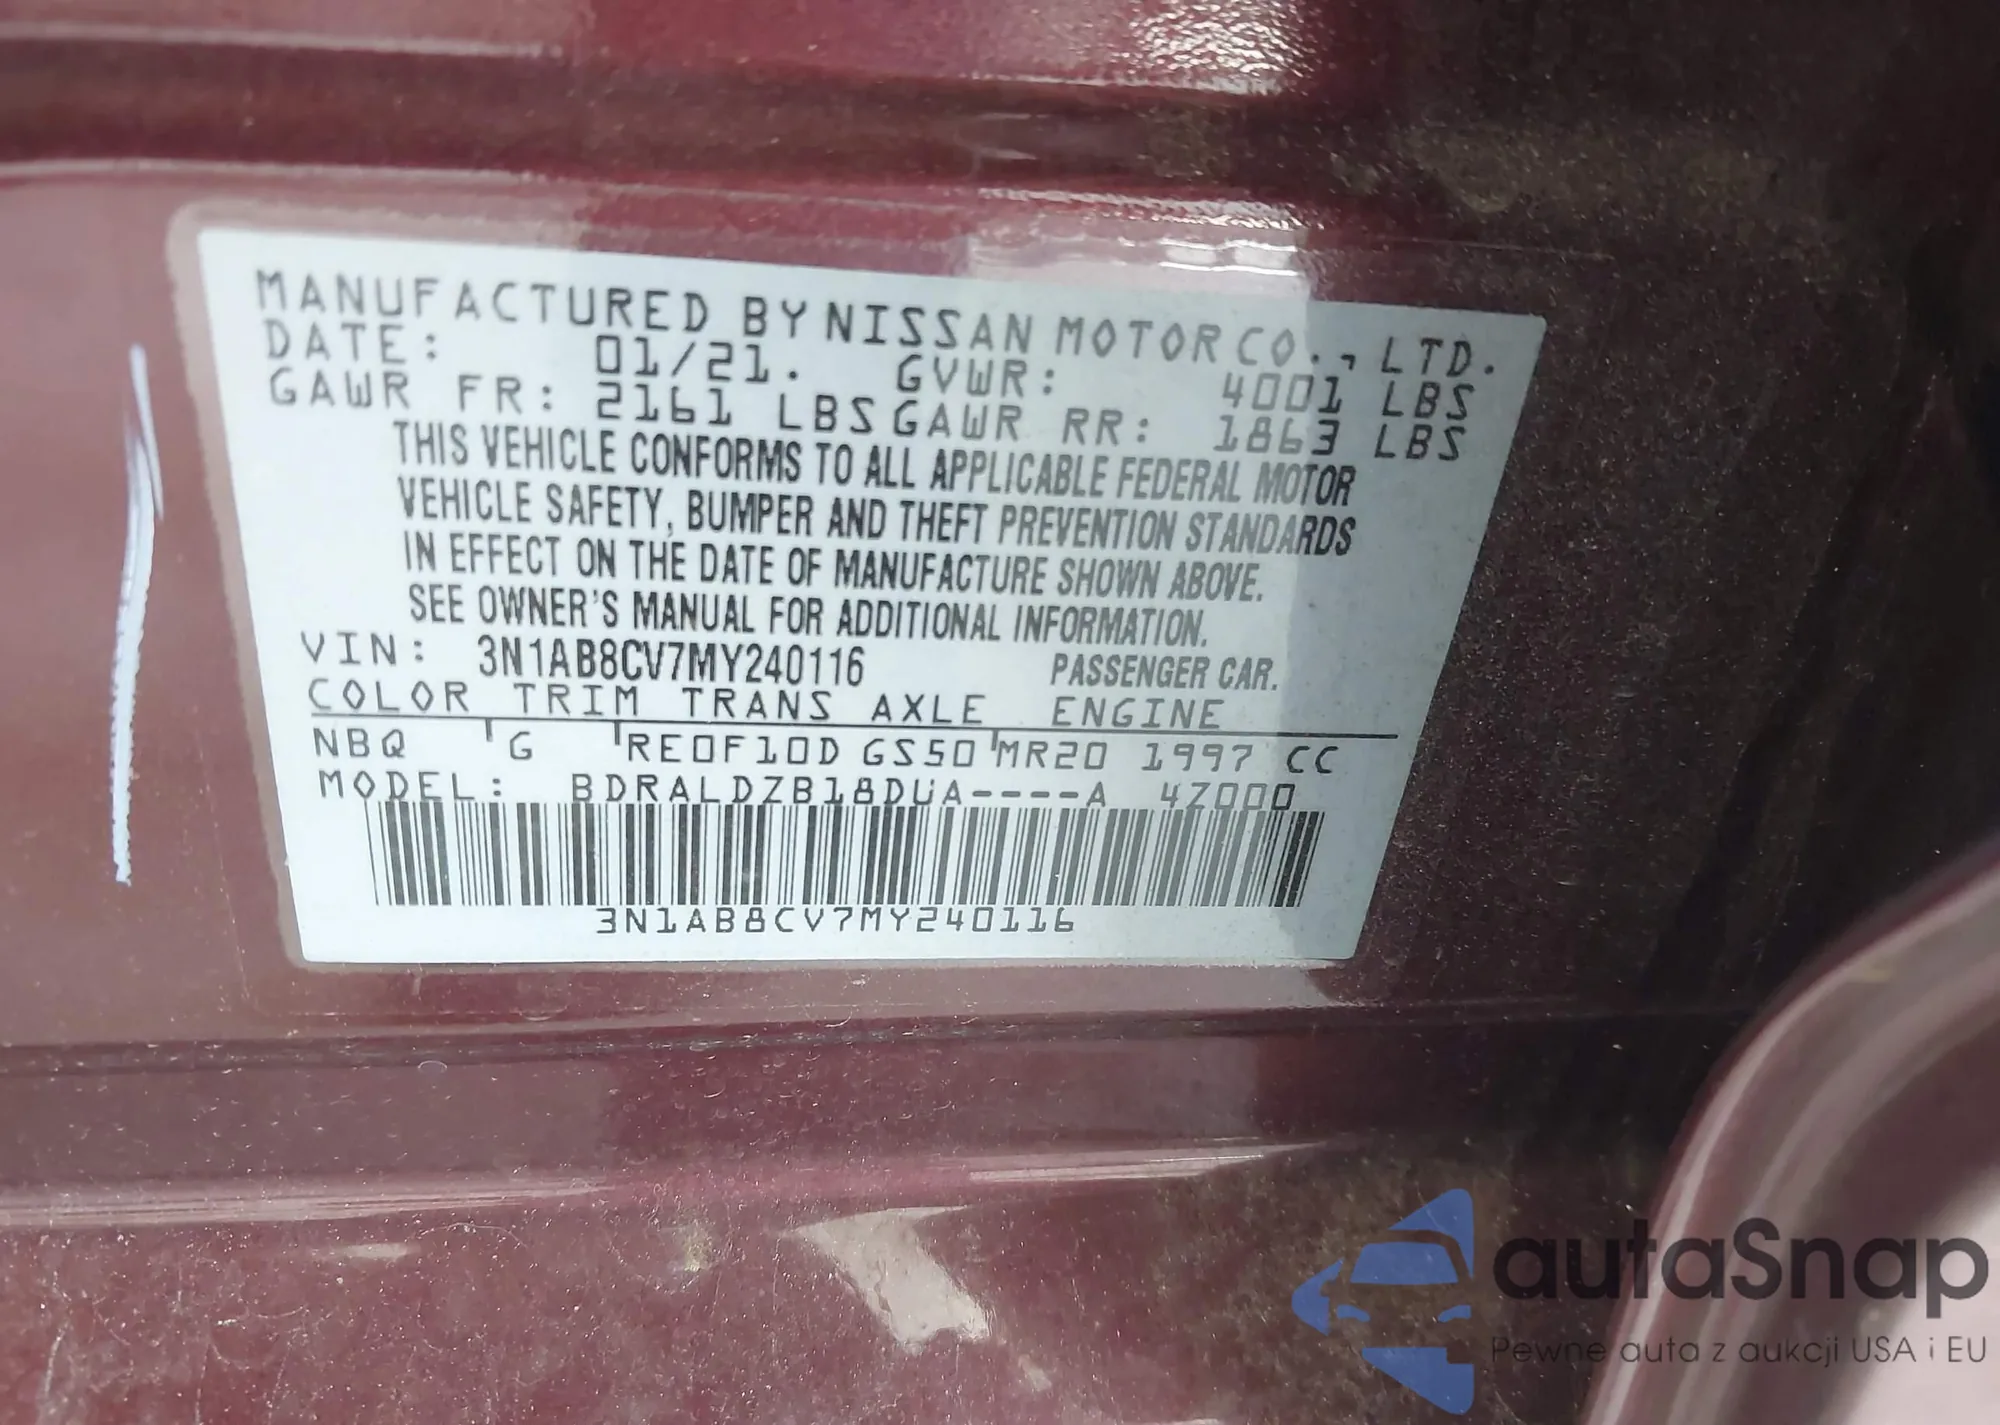 MANUFACTURED BY NISSAN MOTOR CO., LTD.
DATE: 01/21. GVWR: 4001 LBS
GAWR FR: 2161 LBS GAWR RR: 1863 LBS
THIS VEHICLE CONFORMS TO ALL APPLICABLE FEDERAL MOTOR
VEHICLE SAFETY, BUMPER AND THEFT PREVENTION STANDARDS
IN EFFECT ON THE DATE OF MANUFACTURE SHOWN ABOVE.
SEE OWNER'S MANUAL FOR ADDITIONAL INFORMATION.
VIN: 3N1AB8CV7MY240116 PASSENGER CAR.
COLOR TRIM TRANS AXLE ENGINE
NBQ G RE0F10D GS50 MR20 1997 CC
MODEL: BDRALDZB18DUA----A 4Z000
3N1AB8CV7MY240116
autaSnap
Pewne auta z aukcji USA i EU